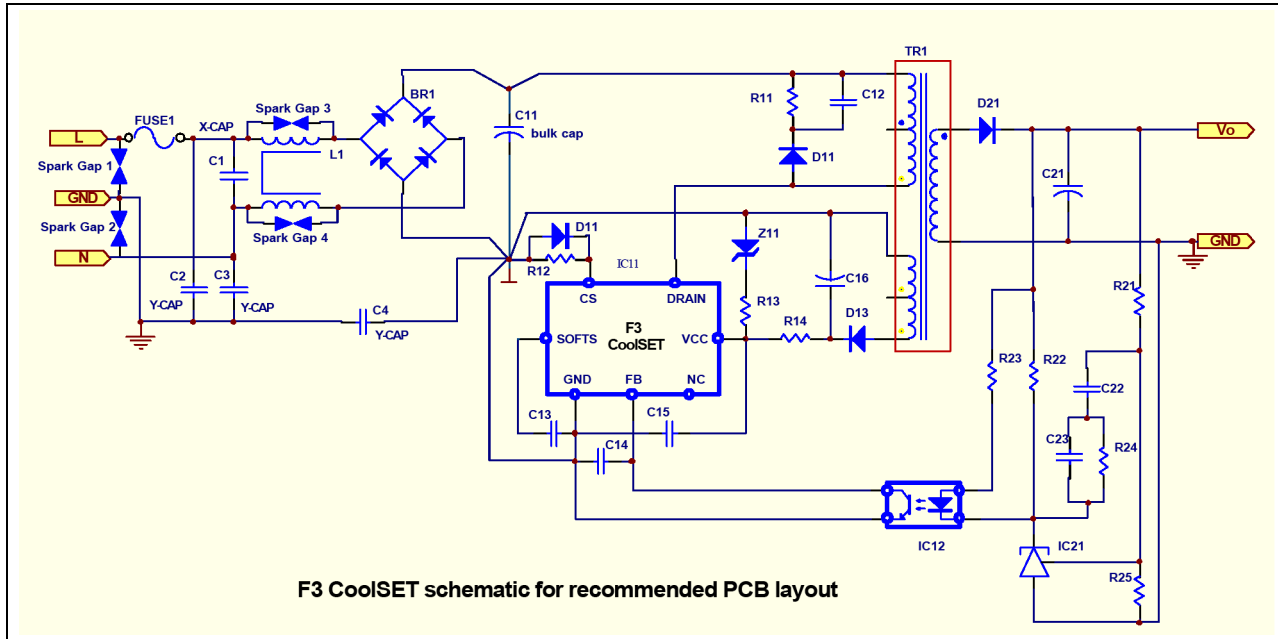 TR1
BR1
D21
C12
R11
Spark Gap 3
C11
FUSE1
X-CAP
bulk cap
L
Vo
L1
D11
Spark Gap 1
C1
C21
GND
Spark Gap 2
D11
Z11
Spark Gap 4
GND
N
IC11
R12
C2
C3
C16
CS
DRAIN
R21
Y-CAP
Y-CAP
R13
C4
F3
CoolSET
D13
R14
Y-CAP
SOFTS
VCC
R23
R22
GND
FB
NC
C22
C13
C15
C14
C23
R24
IC12
IC21
R25
F3 CoolSET schematic for recommended PCB layout